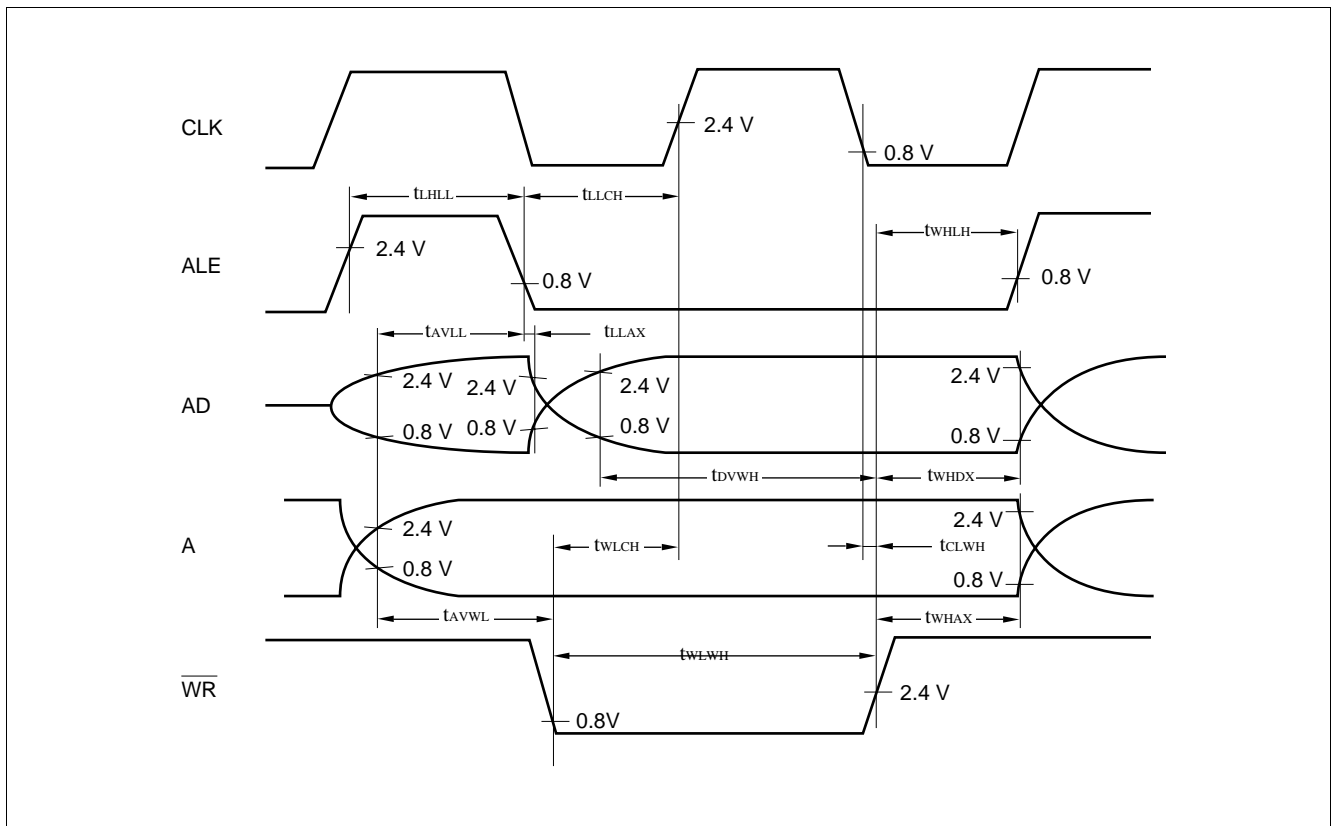 CLK
2.4 V
0.8 V
tLHLL
tLLCH
tWHLH
ALE
2.4 V
0.8 V
0.8 V
tAVLL
tLLAX
AD
2.4 V
2.4 V
2.4 V
2.4 V
0.8 V
0.8 V
0.8 V
0.8 V
tDVWH
tWHDX
A
2.4 V
2.4 V
tWLCH
tCLWH
0.8 V
0.8 V
tAVWL
tWHAX
tWLWH
WR
0.8V
2.4 V